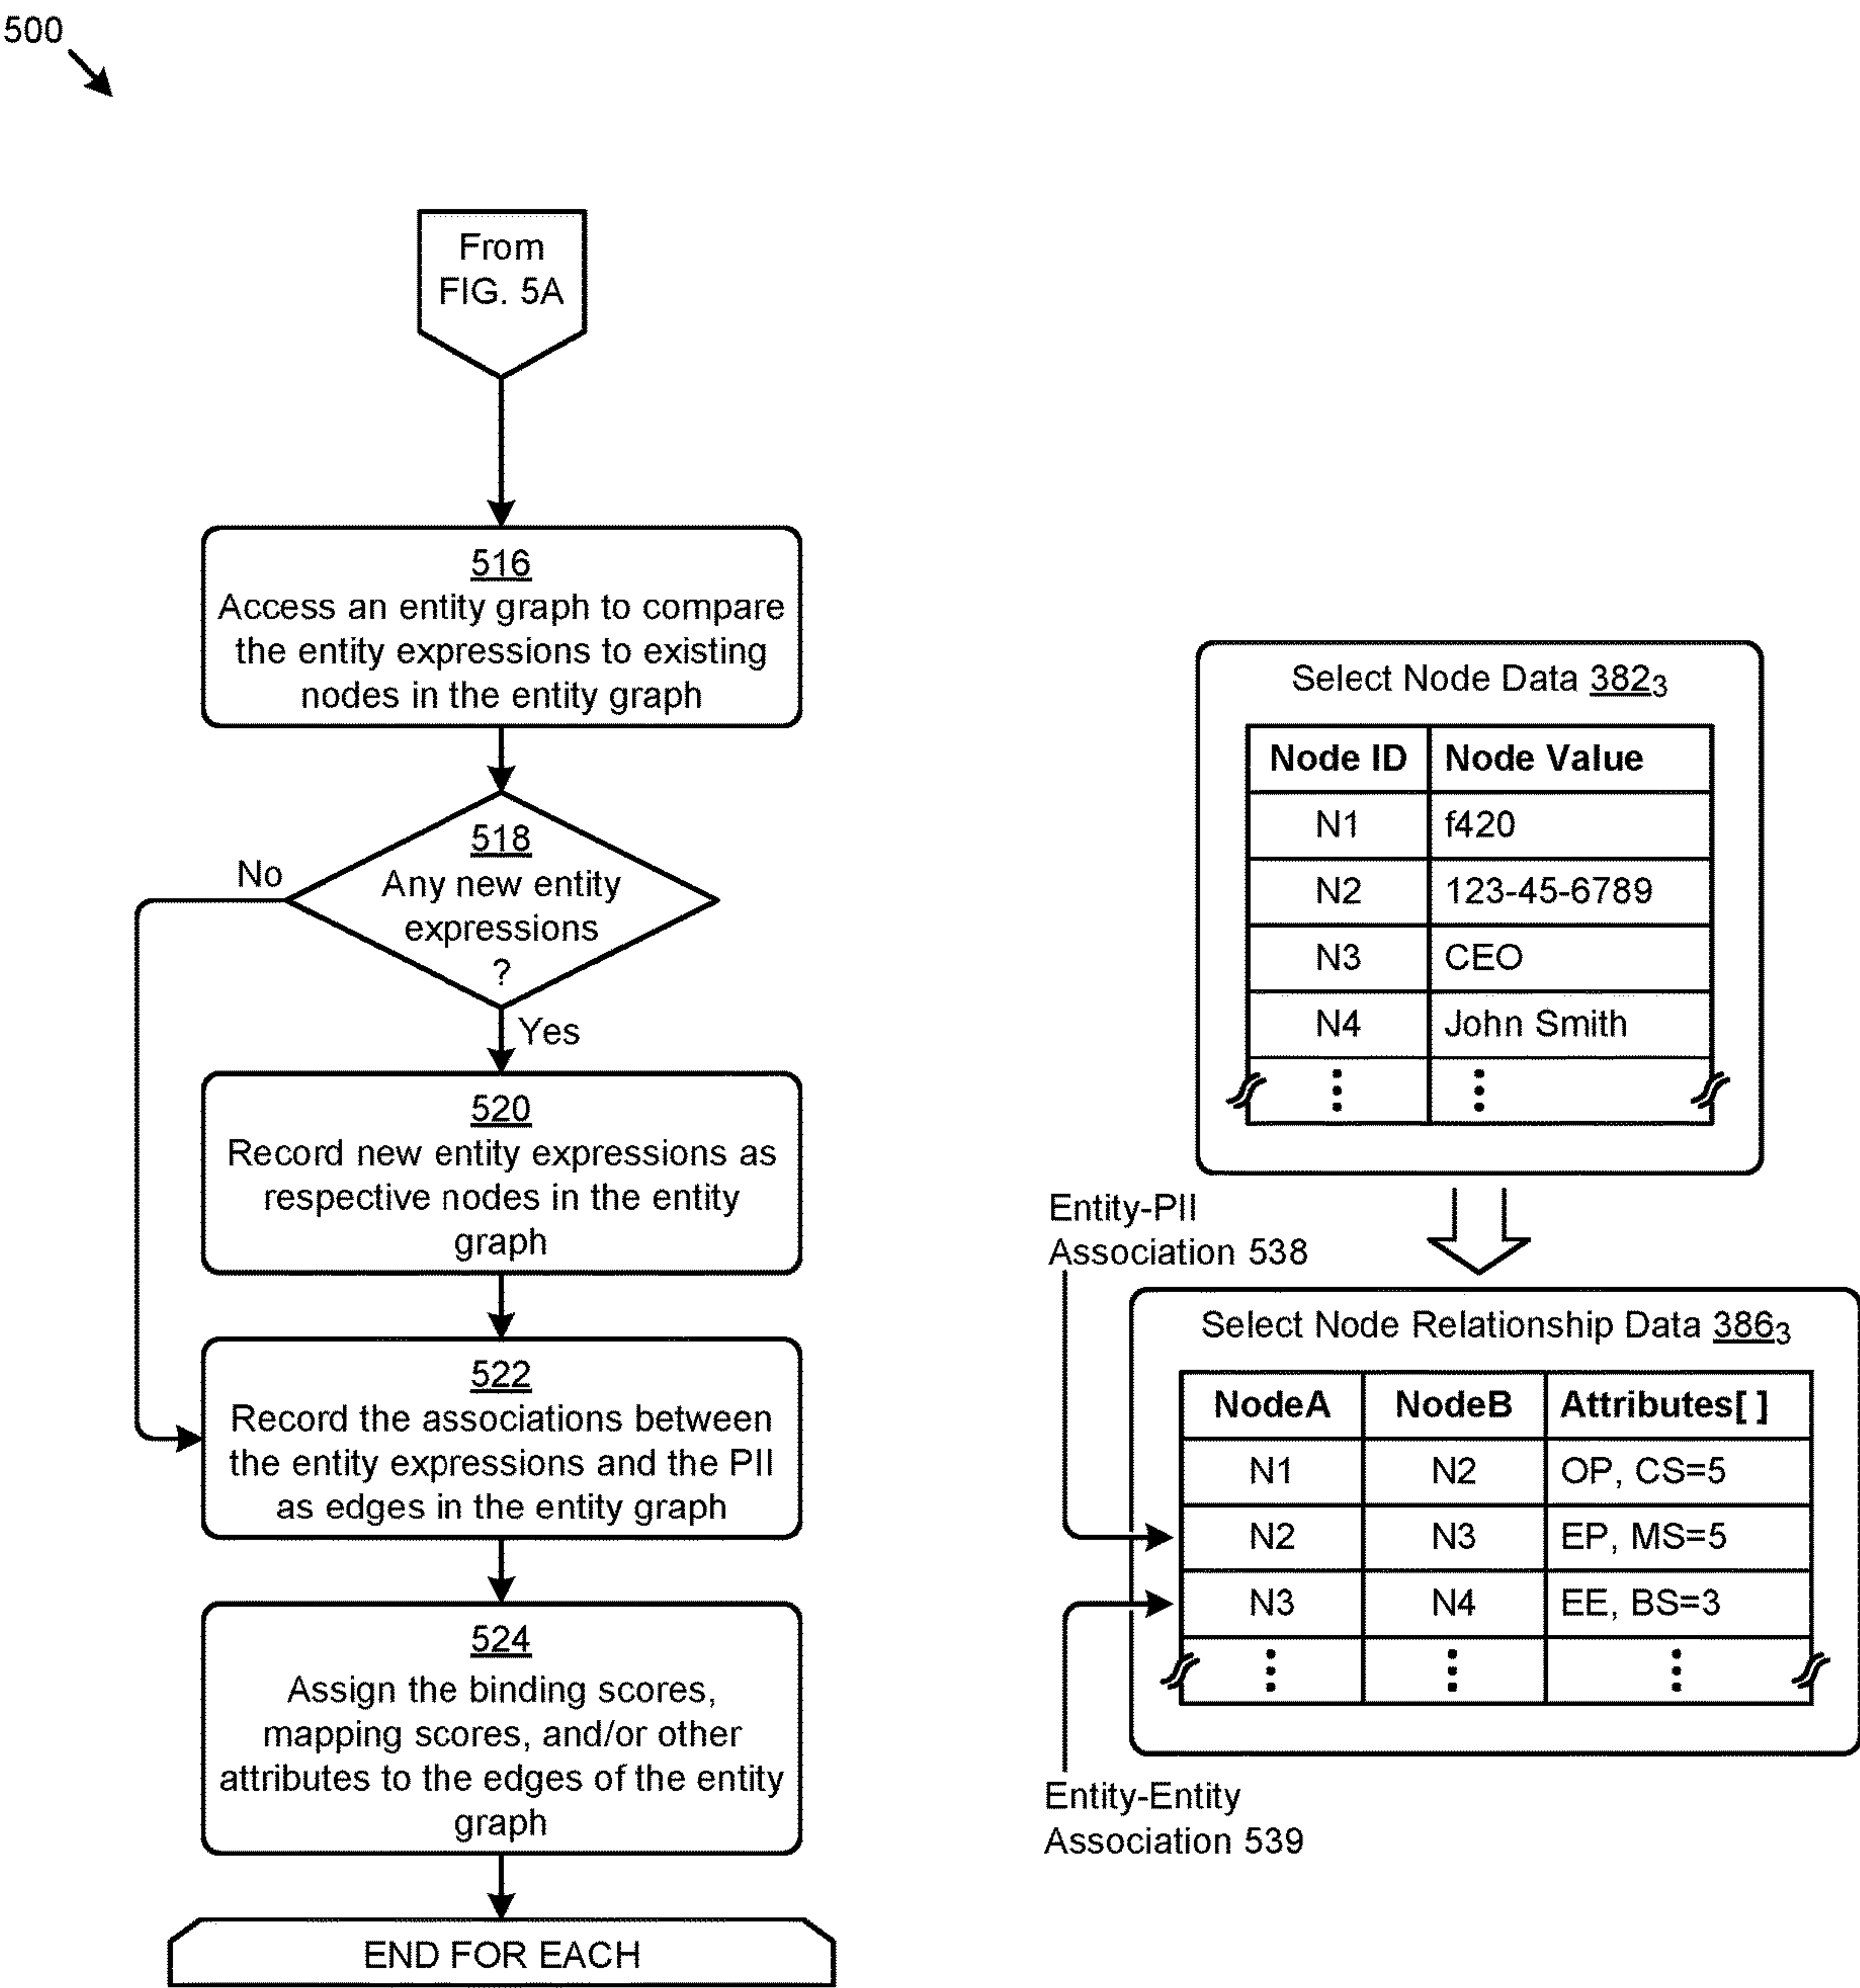 500
From
FIG. 5A
516
Access an entity graph to compare
the entity expressions to existing
nodes in the entity graph
518
Any new entity
expressions
?
No
Yes
520
Record new entity expressions as
respective nodes in the entity
graph
522
Record the associations between
the entity expressions and the PII
as edges in the entity graph
524
Assign the binding scores,
mapping scores, and/or other
attributes to the edges of the entity
graph
END FOR EACH
Select Node Data 382₃
Node ID Node Value
N1 f420
N2 123-45-6789
N3 CEO
N4 John Smith
Entity-PII
Association 538
Select Node Relationship Data 386₃
NodeA NodeB Attributes[ ]
N1 N2 OP, CS=5
N2 N3 EP, MS=5
N3 N4 EE, BS=3
Entity-Entity
Association 539